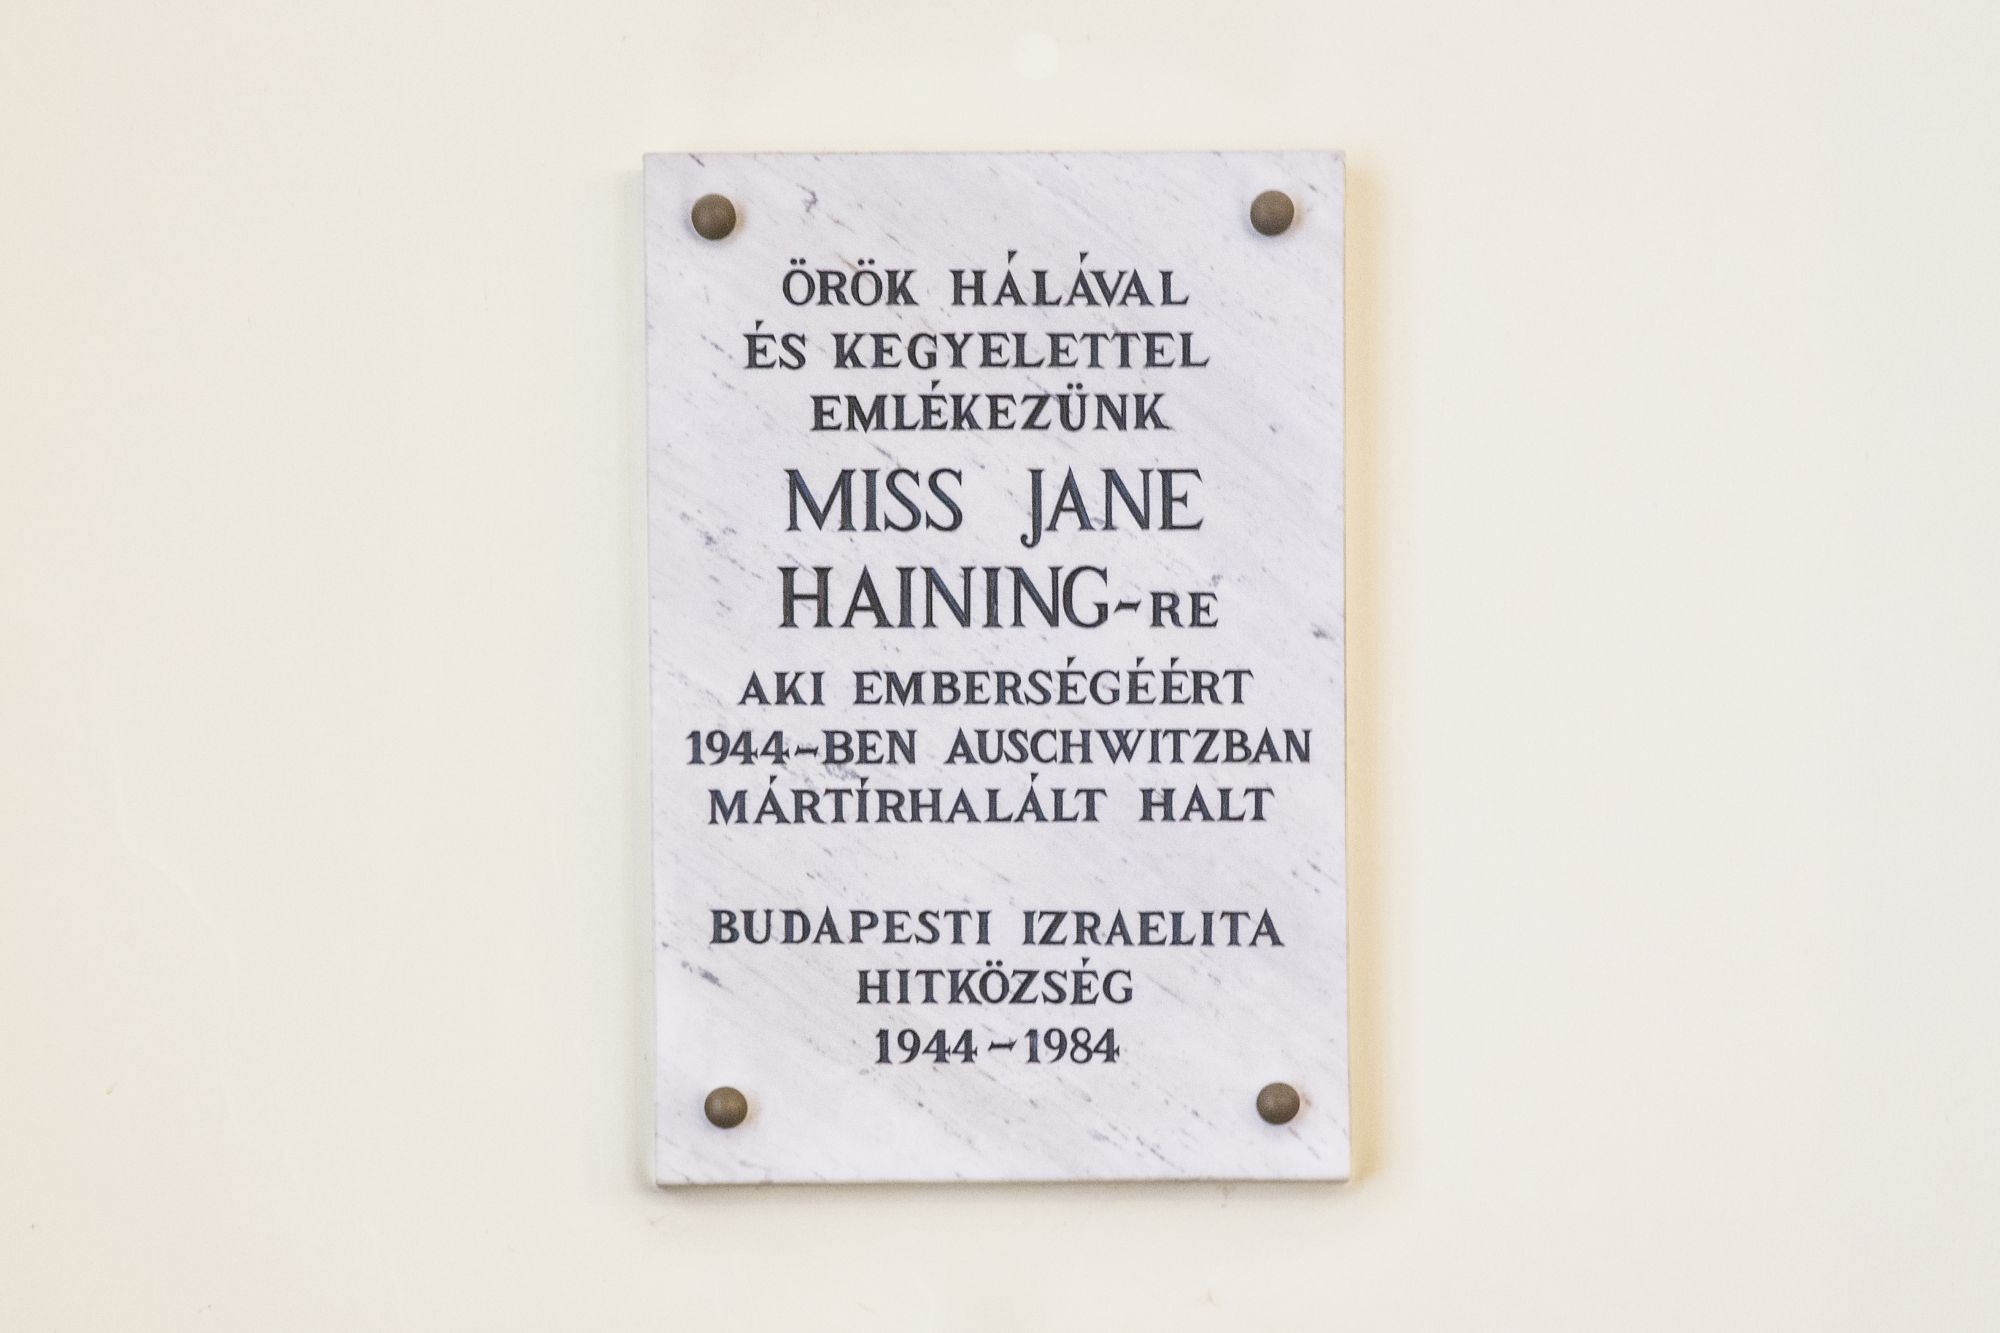 ÖRÖK HÁLÁVAL
ÉS KEGYELETTEL
EMLÉKEZÜNK
MISS JANE
HAINING-RE
AKI EMBERSÉGÉÉRT
1944-BEN AUSCHWITZBAN
MÁRTÍRHALÁLT HALT
BUDAPESTI IZRAELITA
HITKÖZSÉG
1944-1984